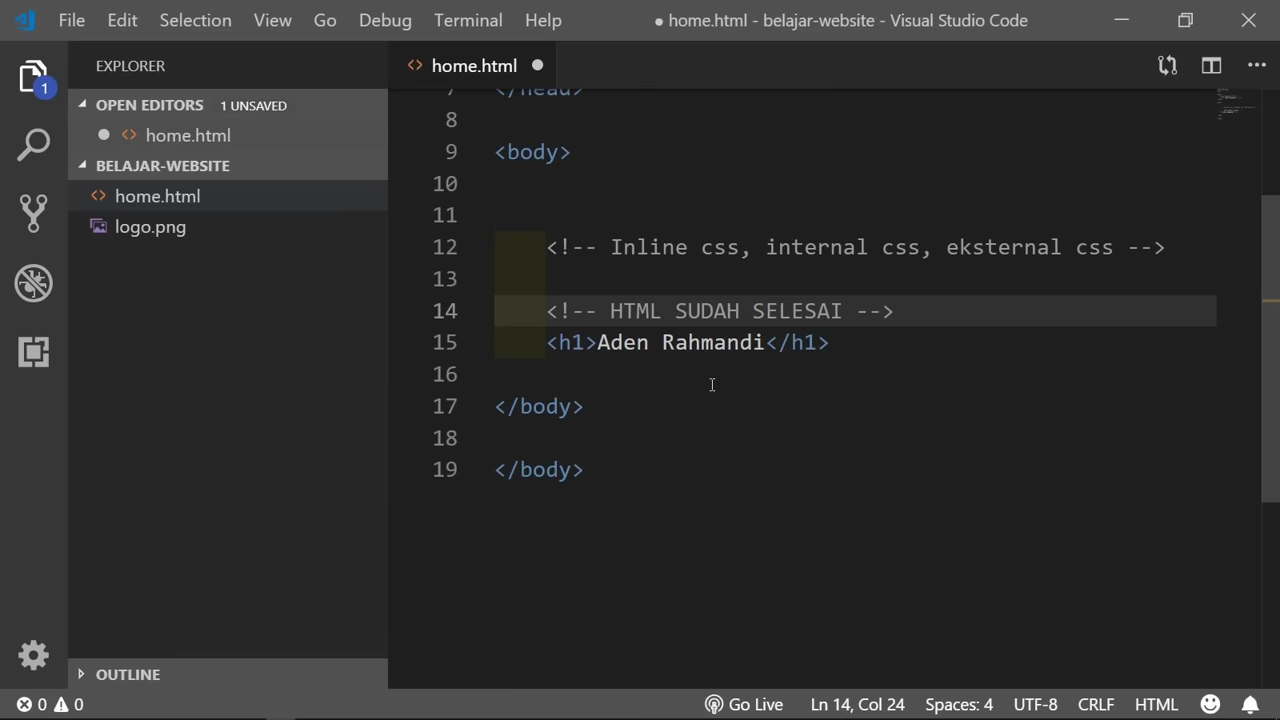 File Edit Selection View Go Debug Terminal Help
● home.html - belajar-website - Visual Studio Code
EXPLORER
OPEN EDITORS 1 UNSAVED
home.html
BELAJAR-WEBSITE
home.html
logo.png
OUTLINE
1
home.html
7 </head>
8
9 <body>
10
11
12 <!-- Inline css, internal css, eksternal css -->
13
14 <!-- HTML SUDAH SELESAI -->
15 <h1>Aden Rahmandi</h1>
16
17 </body>
18
19 </body>
0 0 Go Live Ln 14, Col 24 Spaces: 4 UTF-8 CRLF HTML